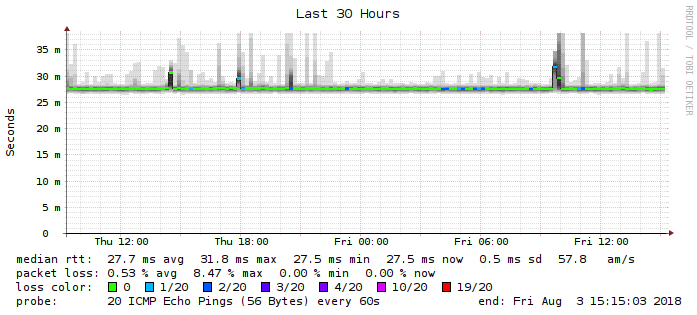 Last 30 Hours
RRDTOOL / TOBI OETIKER
Seconds
35 m
30 m
25 m
20 m
15 m
10 m
5 m
0
Thu 12:00 Thu 18:00 Fri 00:00 Fri 06:00 Fri 12:00
median rtt: 27.7 ms avg 31.8 ms max 27.5 ms min 27.5 ms now 0.5 ms sd 57.8 am/s
packet loss: 0.53 % avg 8.47 % max 0.00 % min 0.00 % now
loss color: 0 1/20 2/20 3/20 4/20 10/20 19/20
probe: 20 ICMP Echo Pings (56 Bytes) every 60s end: Fri Aug 3 15:15:03 2018